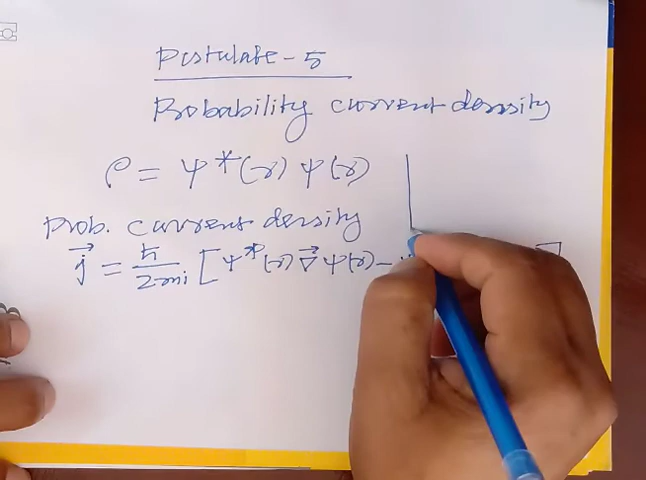 Postulate - 5
Probability current density
ρ = ψ*(r) ψ(r)
Prob. current density
j⃗ = ℏ/2mi [ψ*(r) ∇⃗ ψ(r) - ]